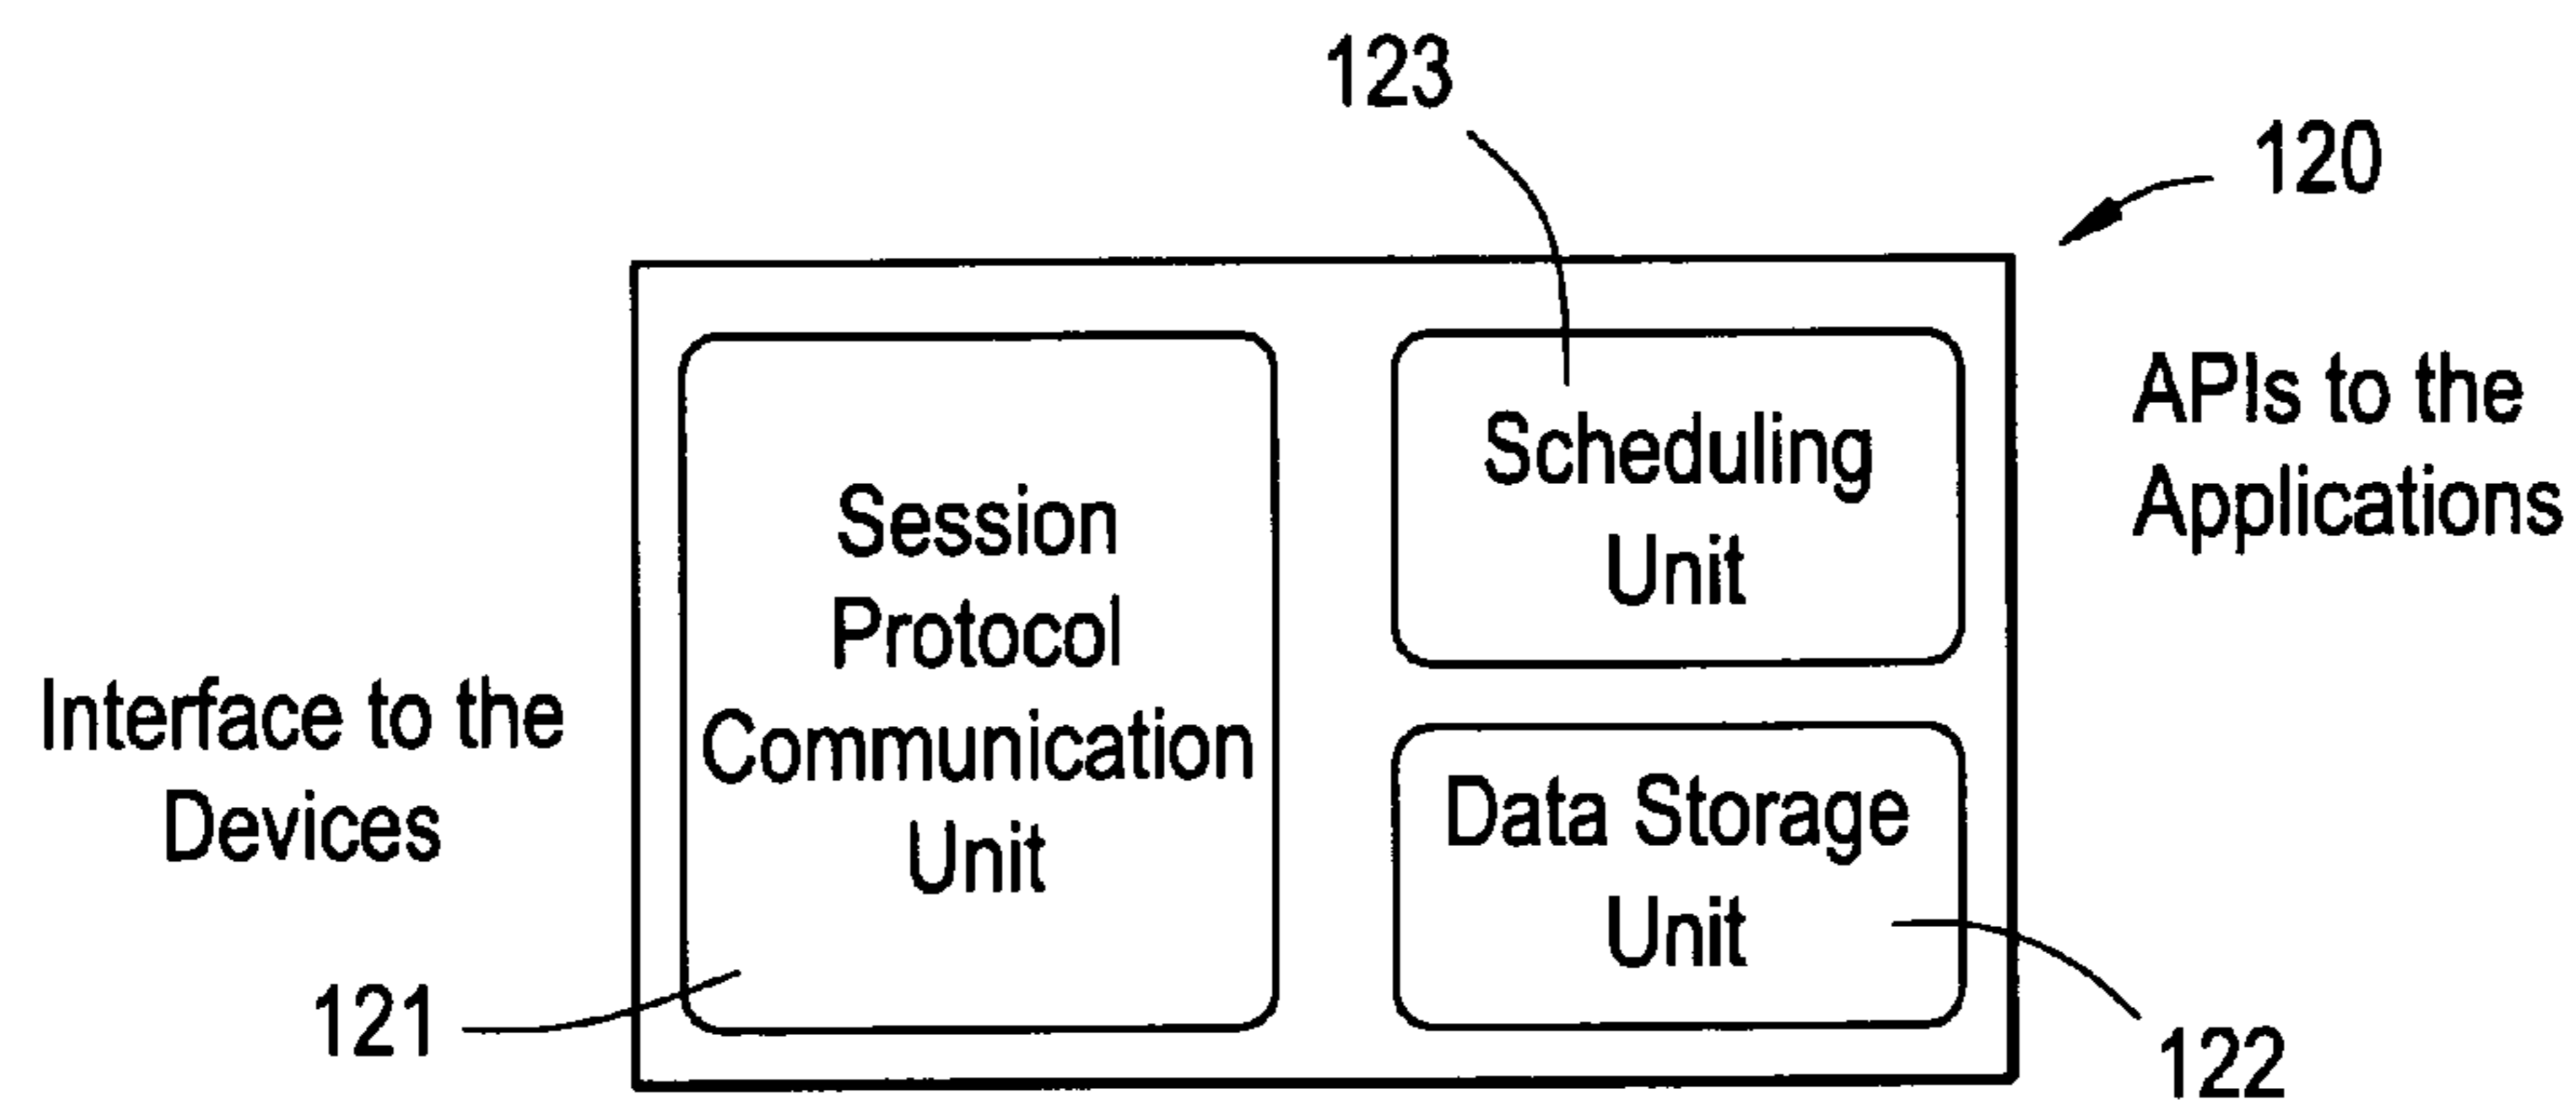 123
120
APIs to the
Applications
Scheduling
Unit
Session
Protocol
Communication
Unit
Interface to the
Devices
Data Storage
Unit
121
122